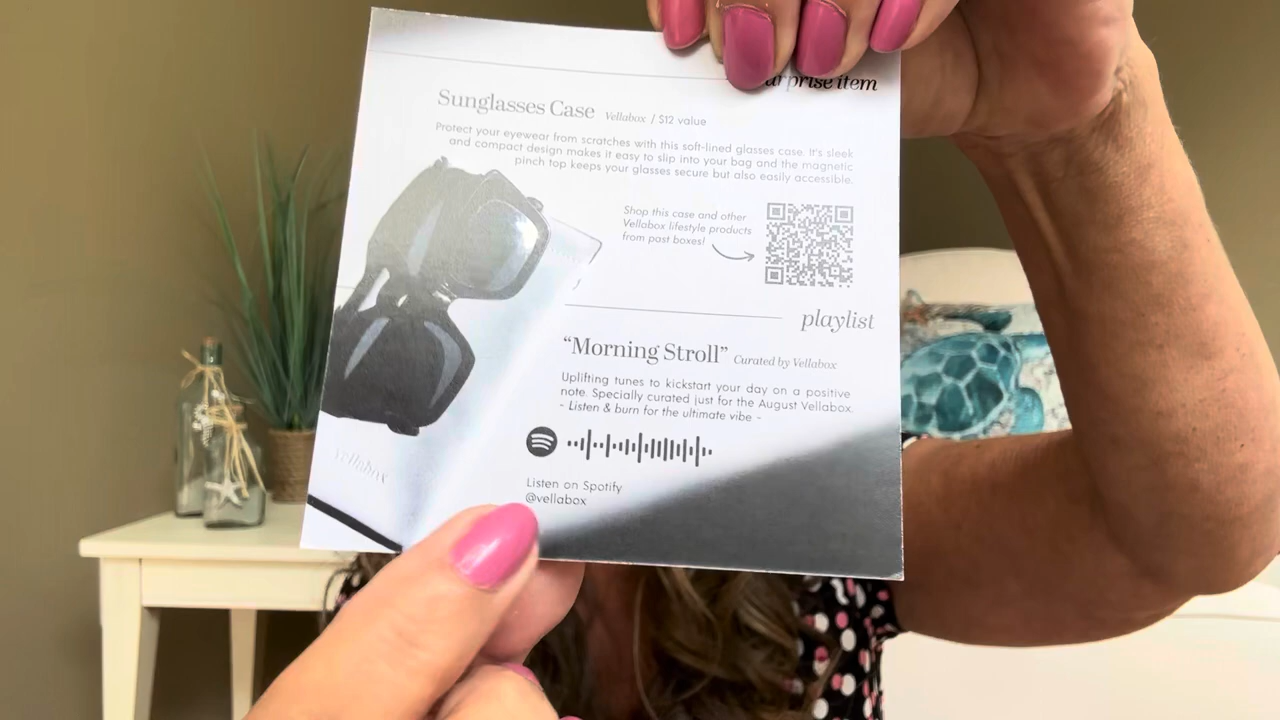 item
Sunglasses Case Vellabox / $12 value
Protect your eyewear from scratches with this soft-lined glasses case. It's sleek
and compact design makes it easy to slip into your bag and the magnetic
pinch top keeps your glasses secure but also easily accessible.
Shop this case and other
Vellabox lifestyle products
from past boxes!
playlist
“Morning Stroll” Curated by Vellabox
Uplifting tunes to kickstart your day on a positive
note. Specially curated just for the August Vellabox.
- Listen & burn for the ultimate vibe -
vellabox
Listen on Spotify
@vellabox